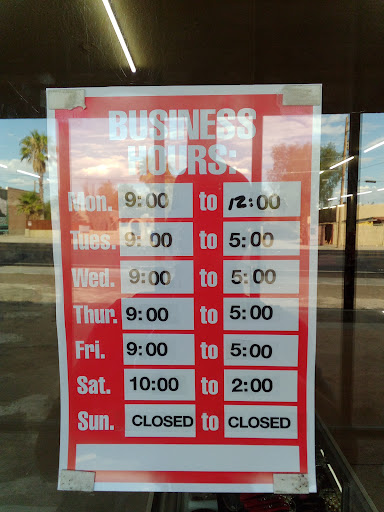 BUSINESS
HOURS:
Mon. 9:00 to 12:00
Tues. 9:00 to 5:00
Wed. 9:00 to 5:00
Thur. 9:00 to 5:00
Fri. 9:00 to 5:00
Sat. 10:00 to 2:00
Sun. CLOSED to CLOSED